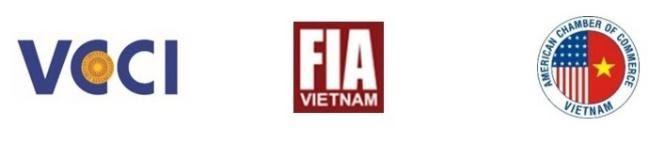 VCCI
FIA
VIETNAM
AMERICAN CHAMBER OF COMMERCE
VIETNAM